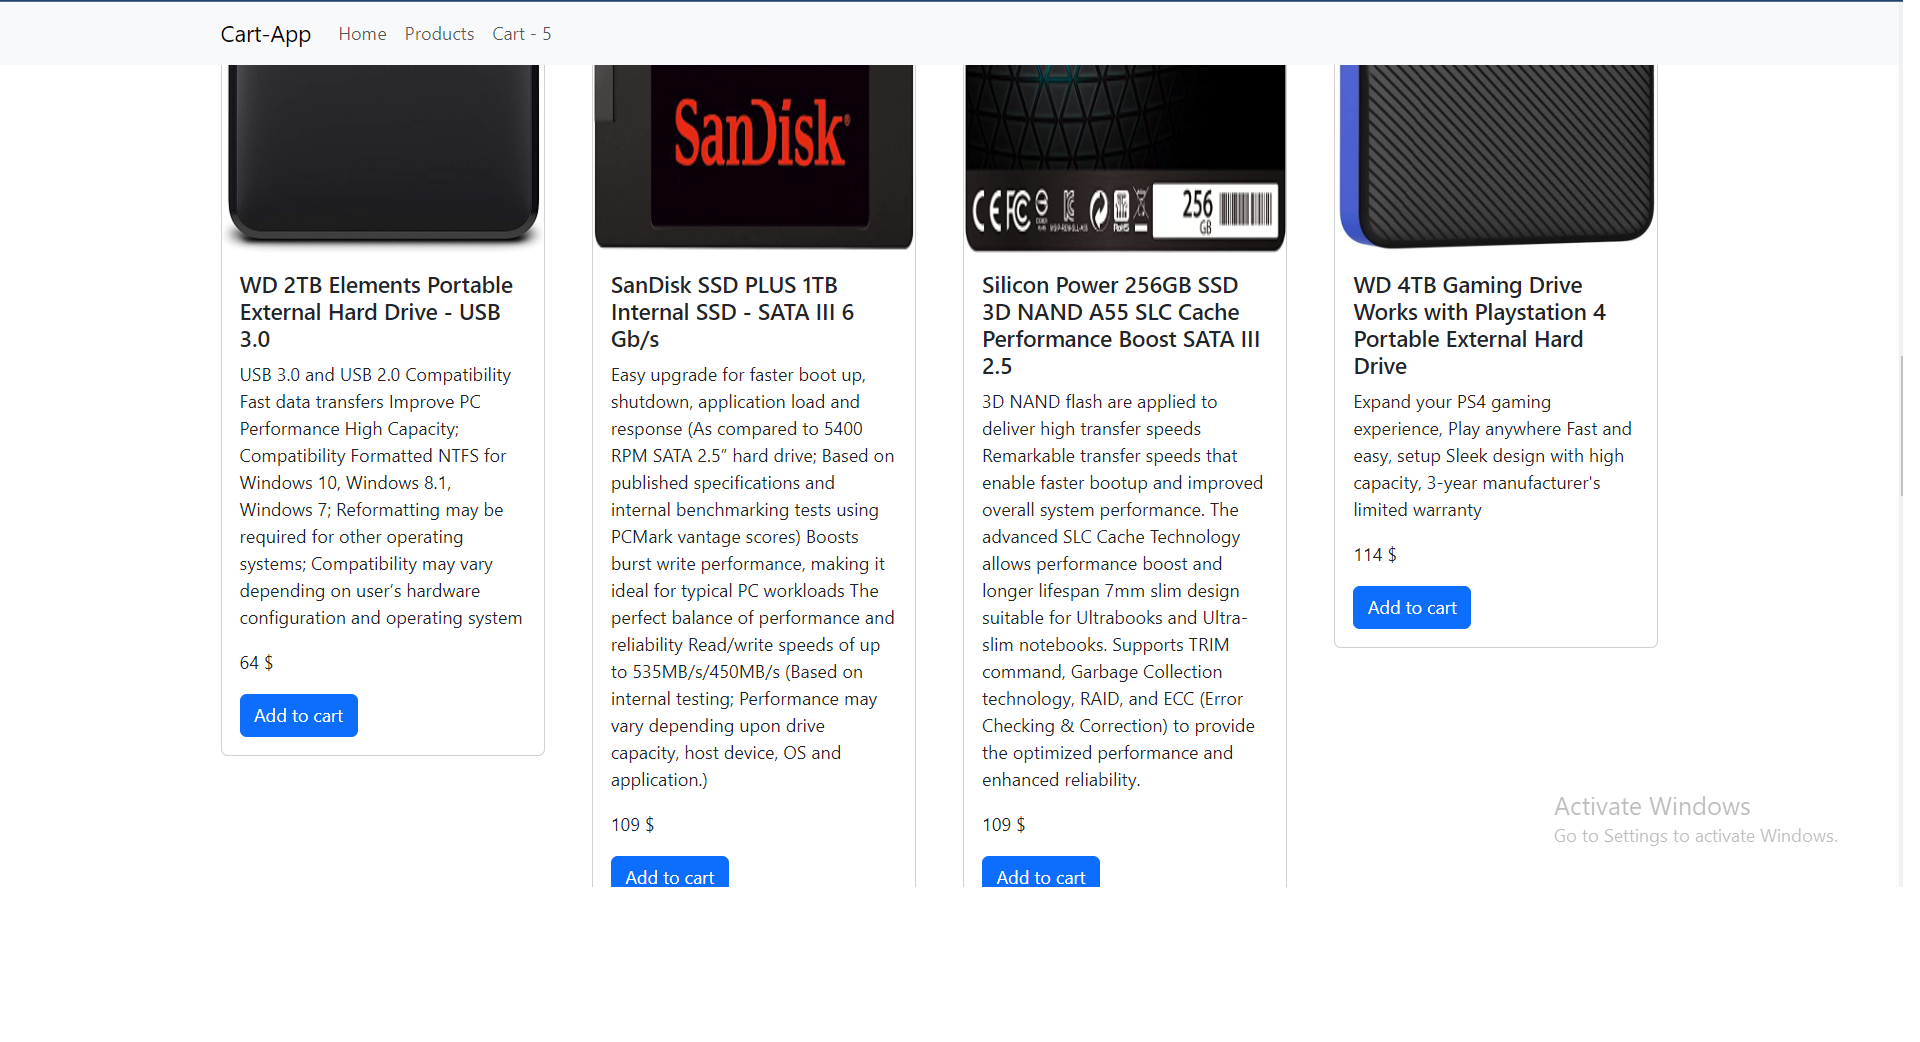 Cart-App Home Products Cart - 5
SanDisk®
256
GB
WD 2TB Elements Portable
External Hard Drive - USB
3.0
USB 3.0 and USB 2.0 Compatibility
Fast data transfers Improve PC
Performance High Capacity;
Compatibility Formatted NTFS for
Windows 10, Windows 8.1,
Windows 7; Reformatting may be
required for other operating
systems; Compatibility may vary
depending on user’s hardware
configuration and operating system
64 $
Add to cart
SanDisk SSD PLUS 1TB
Internal SSD - SATA III 6
Gb/s
Easy upgrade for faster boot up,
shutdown, application load and
response (As compared to 5400
RPM SATA 2.5” hard drive; Based on
published specifications and
internal benchmarking tests using
PCMark vantage scores) Boosts
burst write performance, making it
ideal for typical PC workloads The
perfect balance of performance and
reliability Read/write speeds of up
to 535MB/s/450MB/s (Based on
internal testing; Performance may
vary depending upon drive
capacity, host device, OS and
application.)
109 $
Add to cart
Silicon Power 256GB SSD
3D NAND A55 SLC Cache
Performance Boost SATA III
2.5
3D NAND flash are applied to
deliver high transfer speeds
Remarkable transfer speeds that
enable faster bootup and improved
overall system performance. The
advanced SLC Cache Technology
allows performance boost and
longer lifespan 7mm slim design
suitable for Ultrabooks and Ultra-
slim notebooks. Supports TRIM
command, Garbage Collection
technology, RAID, and ECC (Error
Checking & Correction) to provide
the optimized performance and
enhanced reliability.
109 $
Add to cart
WD 4TB Gaming Drive
Works with Playstation 4
Portable External Hard
Drive
Expand your PS4 gaming
experience, Play anywhere Fast and
easy, setup Sleek design with high
capacity, 3-year manufacturer's
limited warranty
114 $
Add to cart
Activate Windows
Go to Settings to activate Windows.